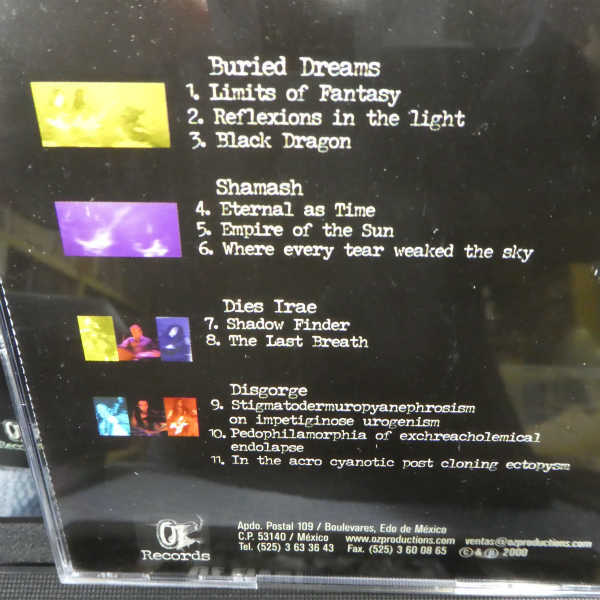 Buried Dreams
1. Limits of Fantasy
2. Reflexions in the light
3. Black Dragon
Shamash
4. Eternal as Time
5. Empire of the Sun
6. Where every tear weaked the sky
Dies Irae
7. Shadow Finder
8. The Last Breath
Disgorge
9. Stigmatodermuropyanephrosism
on impetiginose urogenism
10. Pedophilamorphia of exchreacholemical
endolapse
11. In the acro cyanotic post cloning ectopysm
OZ
Records
Apdo. Postal 109 / Boulevares, Edo de México
C.P. 53140 / México www.ozproductions.com ventas@ozproductions.com
Tel. (525) 3 63 36 43 Fax. (525) 3 60 08 65 © & ℗ 2000